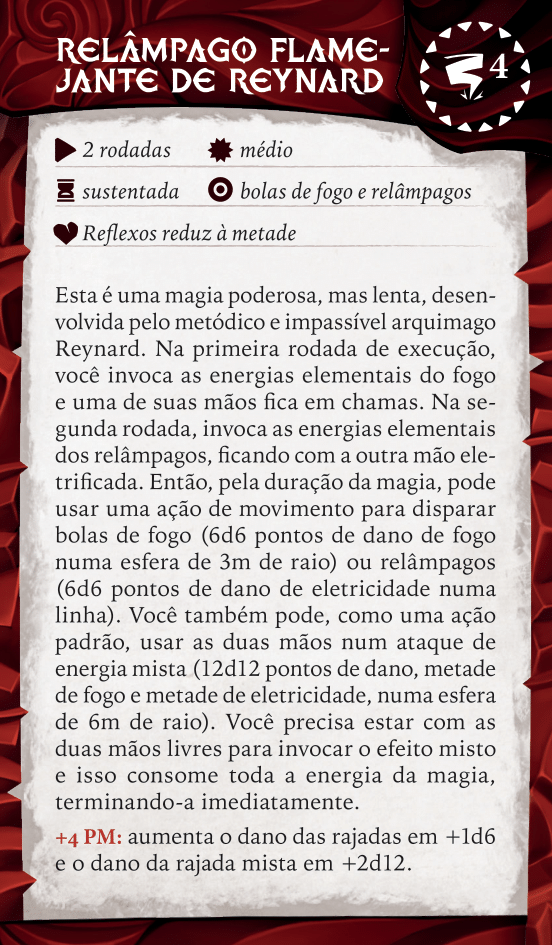 RELÂMPAGO FLAME-
JANTE DE REYNARD
4
2 rodadas médio
sustentada bolas de fogo e relâmpagos
Reflexos reduz à metade
Esta é uma magia poderosa, mas lenta, desen-
volvida pelo metódico e impassível arquimago
Reynard. Na primeira rodada de execução,
você invoca as energias elementais do fogo
e uma de suas mãos fica em chamas. Na se-
gunda rodada, invoca as energias elementais
dos relâmpagos, ficando com a outra mão ele-
trificada. Então, pela duração da magia, pode
usar uma ação de movimento para disparar
bolas de fogo (6d6 pontos de dano de fogo
numa esfera de 3m de raio) ou relâmpagos
(6d6 pontos de dano de eletricidade numa
linha). Você também pode, como uma ação
padrão, usar as duas mãos num ataque de
energia mista (12d12 pontos de dano, metade
de fogo e metade de eletricidade, numa esfera
de 6m de raio). Você precisa estar com as
duas mãos livres para invocar o efeito misto
e isso consome toda a energia da magia,
terminando-a imediatamente.
+4 PM: aumenta o dano das rajadas em +1d6
e o dano da rajada mista em +2d12.